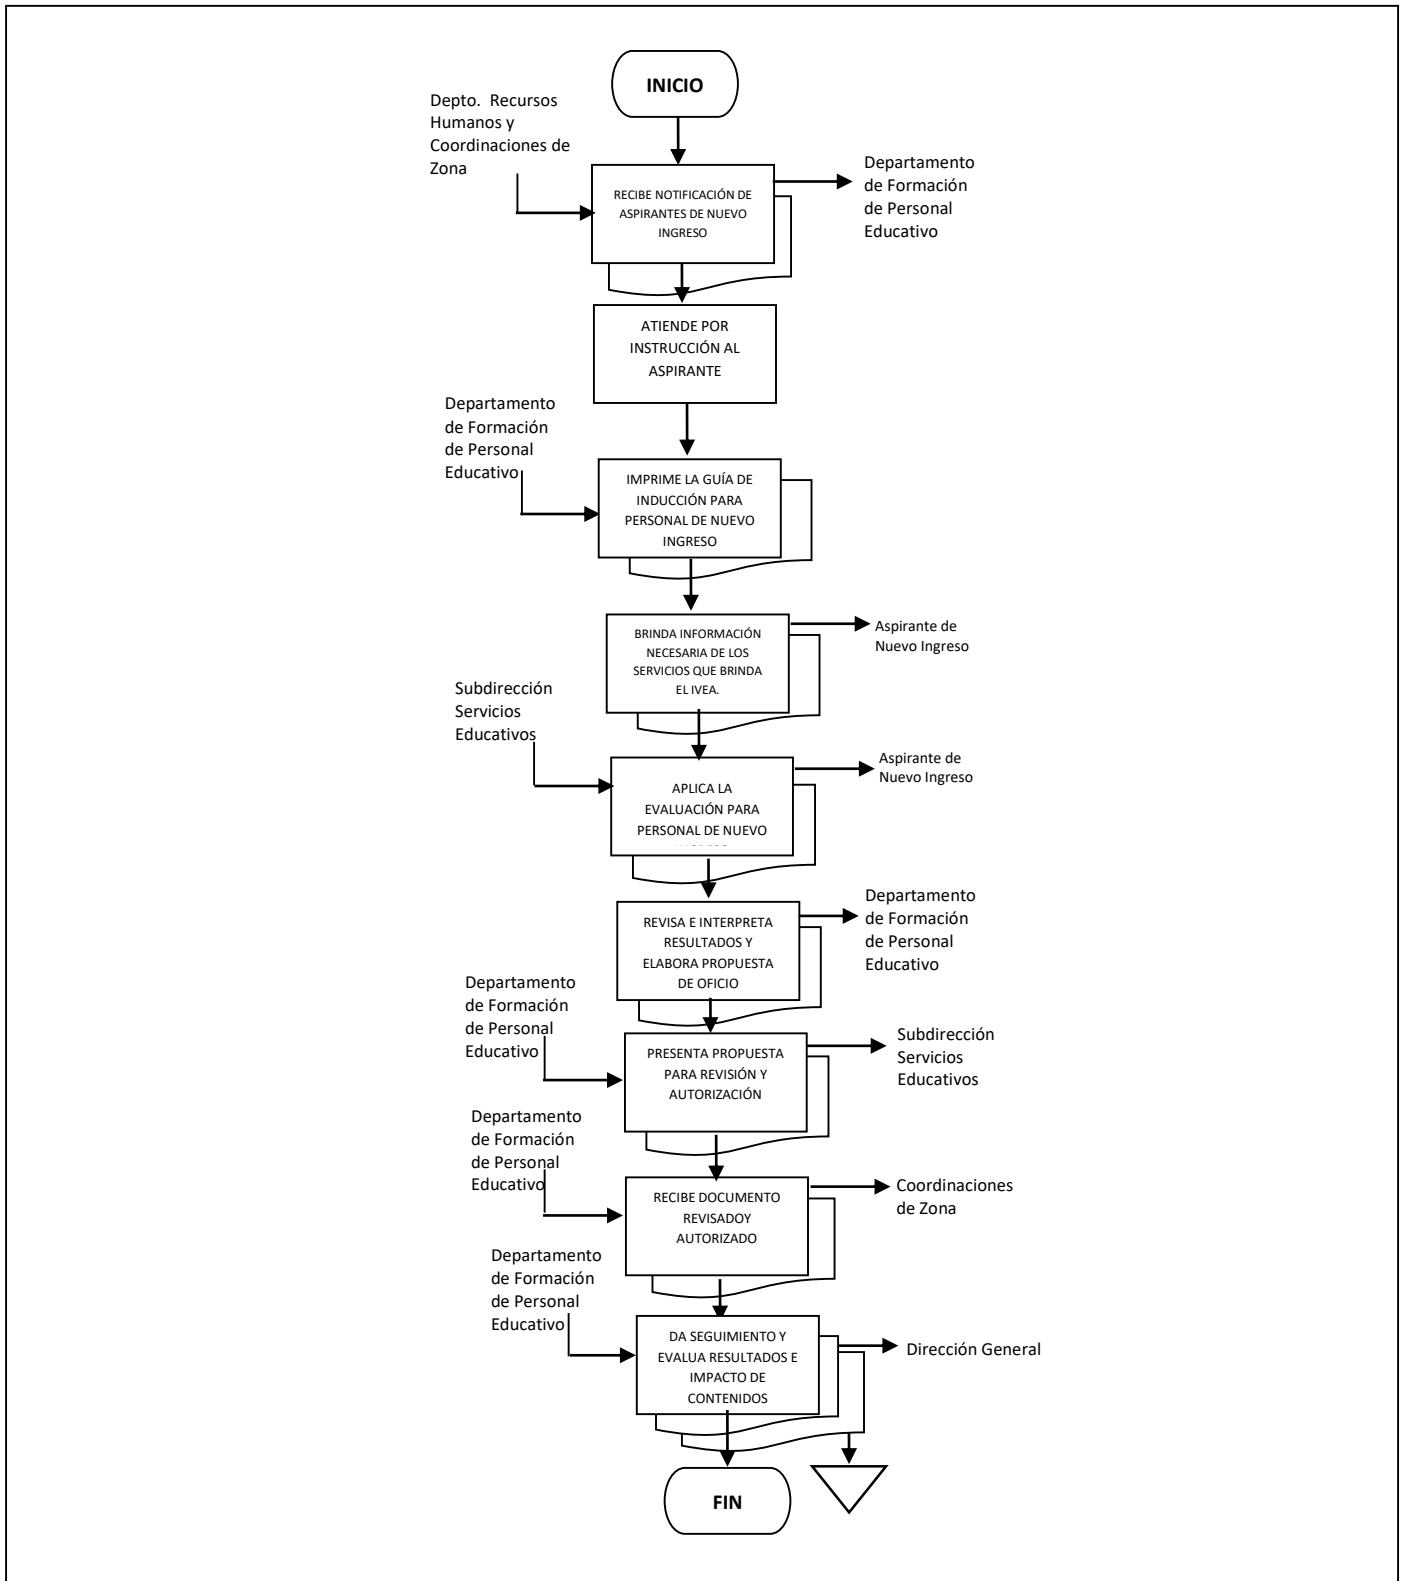 INICIO
Depto. Recursos
Humanos y
Coordinaciones de
Zona
RECIBE NOTIFICACIÓN DE
ASPIRANTES DE NUEVO
INGRESO
Departamento
de Formación
de Personal
Educativo
ATIENDE POR
INSTRUCCIÓN AL
ASPIRANTE
Departamento
de Formación
de Personal
Educativo
IMPRIME LA GUÍA DE
INDUCCIÓN PARA
PERSONAL DE NUEVO
INGRESO
BRINDA INFORMACIÓN
NECESARIA DE LOS
SERVICIOS QUE BRINDA
EL IVEA.
Aspirante de
Nuevo Ingreso
Subdirección
Servicios
Educativos
APLICA LA
EVALUACIÓN PARA
PERSONAL DE NUEVO
Aspirante de
Nuevo Ingreso
REVISA E INTERPRETA
RESULTADOS Y
ELABORA PROPUESTA
DE OFICIO
Departamento
de Formación
de Personal
Educativo
Departamento
de Formación
de Personal
Educativo
PRESENTA PROPUESTA
PARA REVISIÓN Y
AUTORIZACIÓN
Subdirección
Servicios
Educativos
Departamento
de Formación
de Personal
Educativo
RECIBE DOCUMENTO
REVISADOY
AUTORIZADO
Coordinaciones
de Zona
Departamento
de Formación
de Personal
Educativo
DA SEGUIMIENTO Y
EVALUA RESULTADOS E
IMPACTO DE
CONTENIDOS
Dirección General
FIN